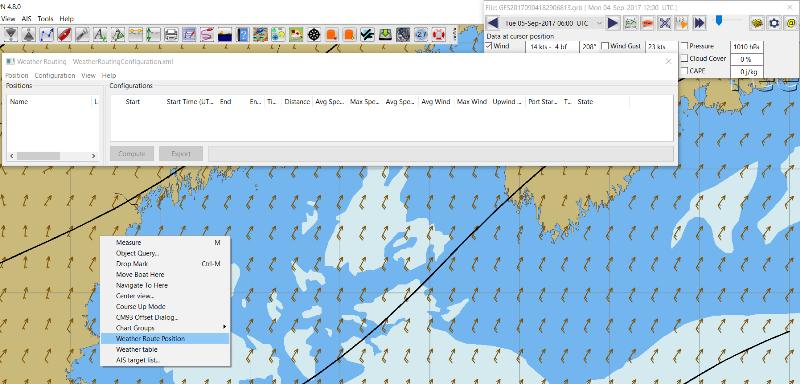 4.8.0
File: GFS20170904182906813.grb | Mon 04-Sep-2017 12:00 UTC
Tue 05-Sep-2017 06:00 UTC
AIS Tools Help
Data at cursor position
Wind 14 kts - 4 bf 208° Wind Gust 23 kts Pressure 1010 hPa
Cloud Cover 0 %
CAPE 0 j/kg
Weather Routing WeatherRoutingConfiguration.xml
Position Configuration View Help
Positions
Configurations
Name L
Start Start Time (UT... End En... Ti... Distance Avg Spe... Max Spe... Avg Spe... Avg Wind Max Wind Upwind ... Port Star... T... State
Compute Export
Measure M
Object Query...
Drop Mark Ctrl-M
Move Boat Here
Navigate To Here
Center view...
Course Up Mode
CM93 Offset Dialog...
Chart Groups
Weather Route Position
Weather table
AIS target list...